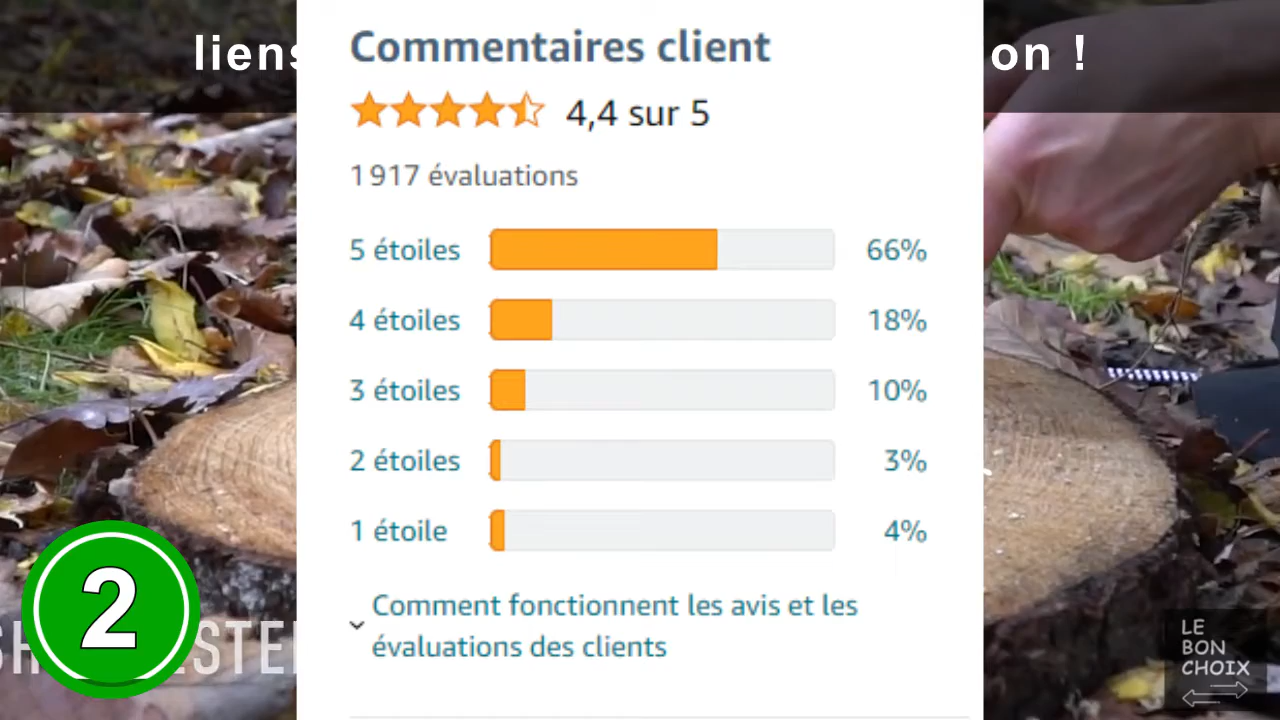 liens
on !
Commentaires client
4,4 sur 5
1 917 évaluations
5 étoiles 66%
4 étoiles 18%
3 étoiles 10%
2 étoiles 3%
1 étoile 4%
Comment fonctionnent les avis et les
évaluations des clients
2
LE
BON
CHOIX